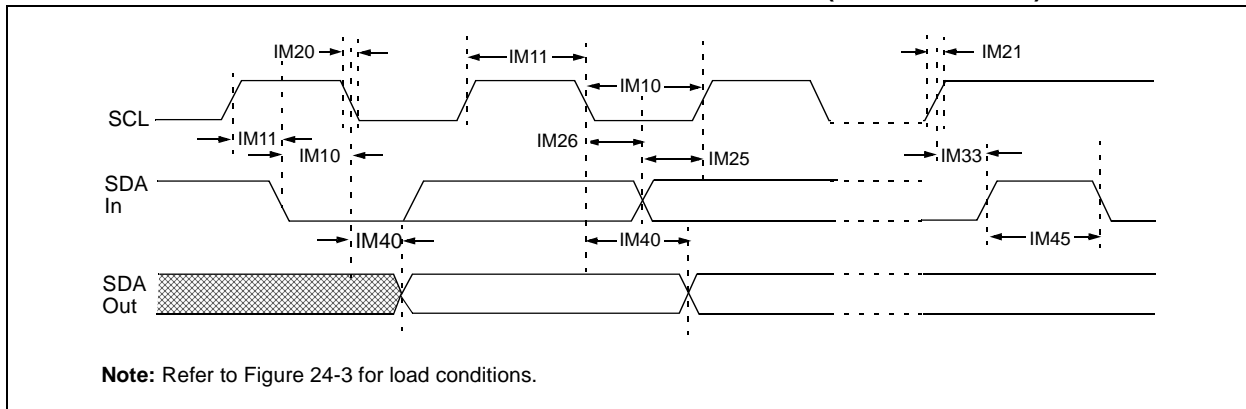 IM20
IM11
IM21
IM10
SCL
IM11
IM26
IM10
IM25
IM33
SDA
In
IM40
IM40
IM45
SDA
Out
Note: Refer to Figure 24-3 for load conditions.